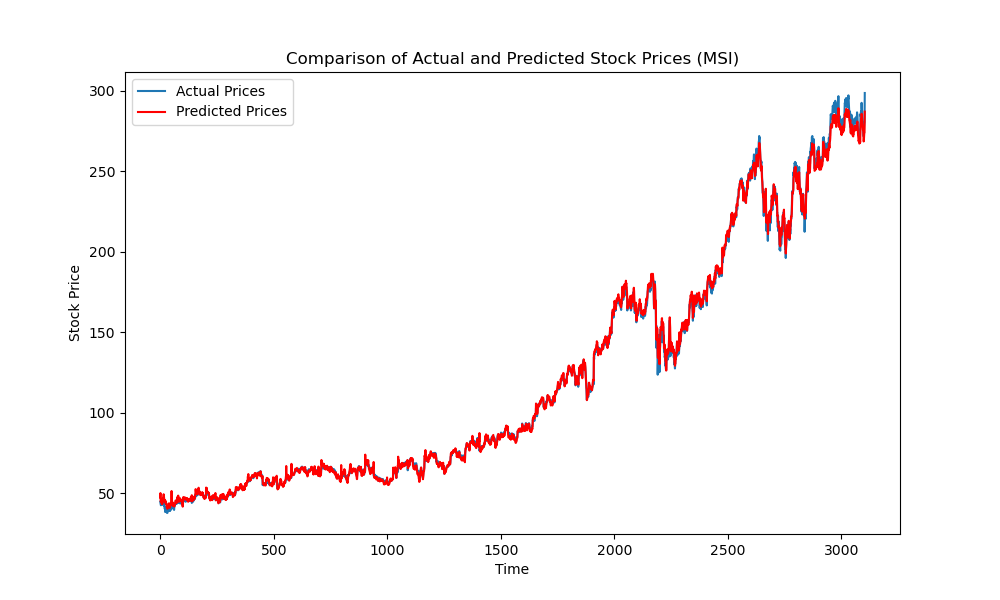 Comparison of Actual and Predicted Stock Prices (MSI)
Actual Prices
Predicted Prices
300
250
200
150
100
50
Stock Price
0 500 1000 1500 2000 2500 3000
Time